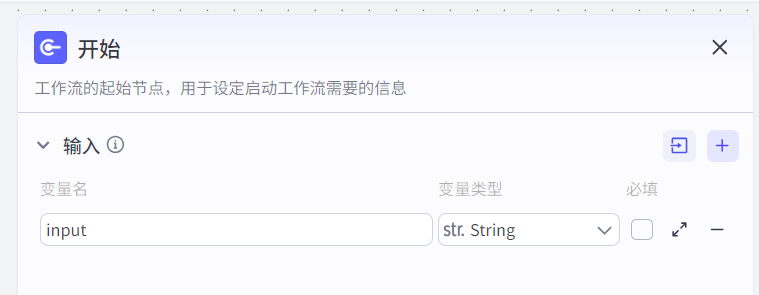 开始
工作流的起始节点，用于设定启动工作流需要的信息
输入
变量名 变量类型 必填
input str. String